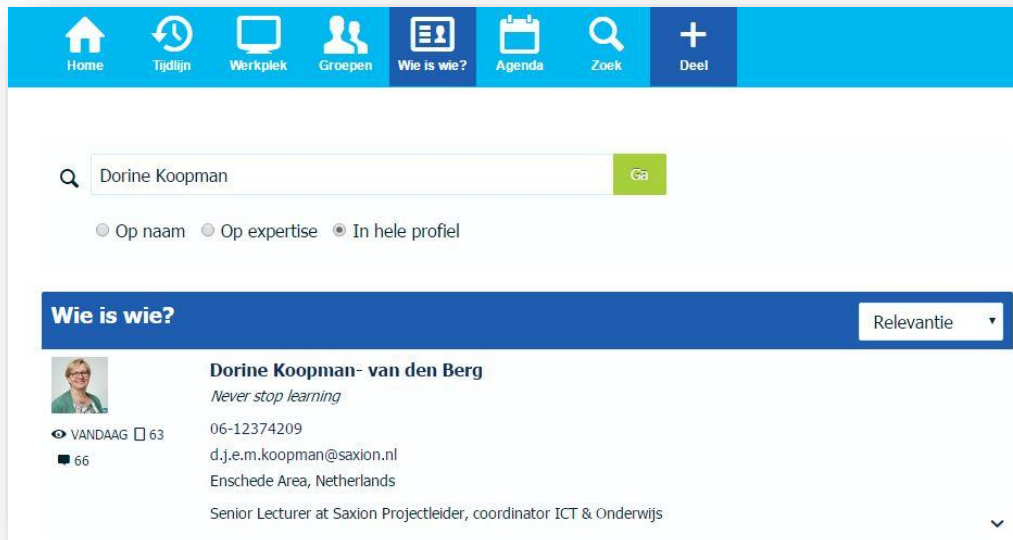 Home Tijdlijn Werkplek Groepen Wie is wie? Agenda Zoek Deel
Dorine Koopman Ga
Op naam Op expertise In hele profiel
Wie is wie? Relevantie
Dorine Koopman- van den Berg
Never stop learning
VANDAAG 63
66
06-12374209
d.j.e.m.koopman@saxion.nl
Enschede Area, Netherlands
Senior Lecturer at Saxion Projectleider, coordinator ICT & Onderwijs